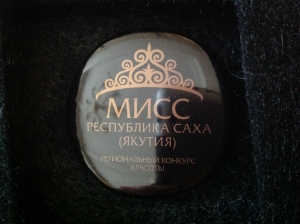 МИСС
РЕСПУБЛИКА САХА
(ЯКУТИЯ)
РЕГИОНАЛЬНЫЙ КОНКУРС
КРАСОТЫ